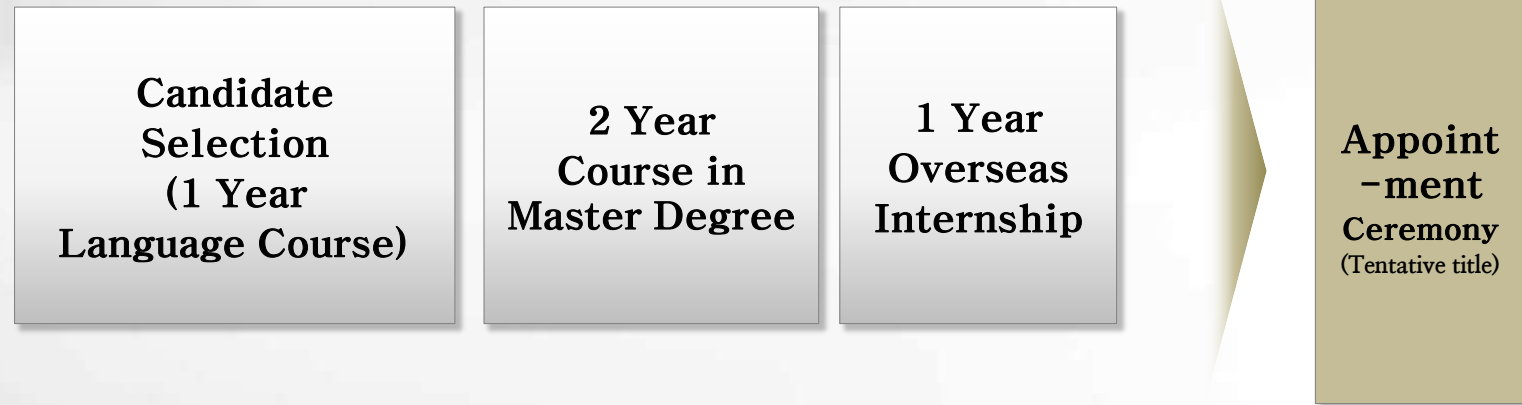 Candidate
Selection
(1 Year
Language Course)
2 Year
Course in
Master Degree
1 Year
Overseas
Internship
Appoint
-ment
Ceremony
(Tentative title)